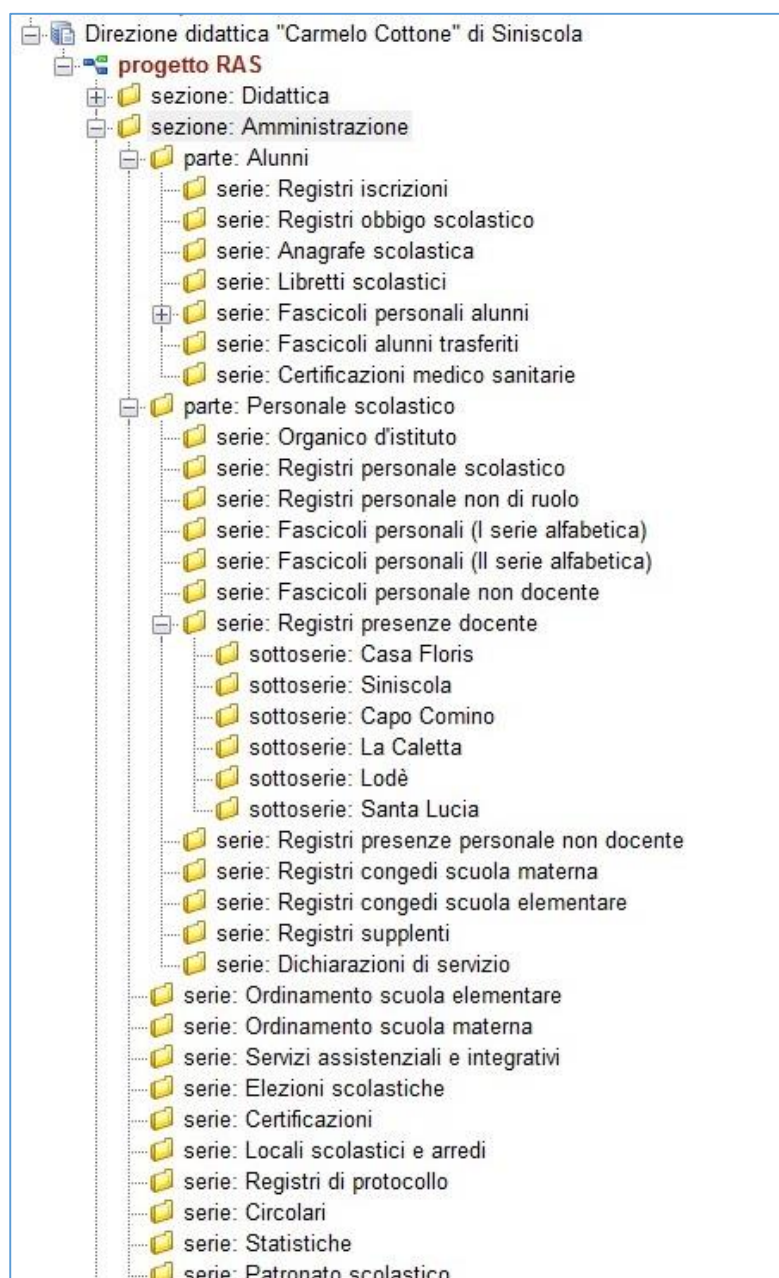 Direzione didattica "Carmelo Cottone" di Siniscola
progetto RAS
sezione: Didattica
sezione: Amministrazione
parte: Alunni
serie: Registri iscrizioni
serie: Registri obbigo scolastico
serie: Anagrafe scolastica
serie: Libretti scolastici
serie: Fascicoli personali alunni
serie: Fascicoli alunni trasferiti
serie: Certificazioni medico sanitarie
parte: Personale scolastico
serie: Organico d'istituto
serie: Registri personale scolastico
serie: Registri personale non di ruolo
serie: Fascicoli personali (I serie alfabetica)
serie: Fascicoli personali (II serie alfabetica)
serie: Fascicoli personale non docente
serie: Registri presenze docente
sottoserie: Casa Floris
sottoserie: Siniscola
sottoserie: Capo Comino
sottoserie: La Caletta
sottoserie: Lodè
sottoserie: Santa Lucia
serie: Registri presenze personale non docente
serie: Registri congedi scuola materna
serie: Registri congedi scuola elementare
serie: Registri supplenti
serie: Dichiarazioni di servizio
serie: Ordinamento scuola elementare
serie: Ordinamento scuola materna
serie: Servizi assistenziali e integrativi
serie: Elezioni scolastiche
serie: Certificazioni
serie: Locali scolastici e arredi
serie: Registri di protocollo
serie: Circolari
serie: Statistiche
serie: Patronato scolastico